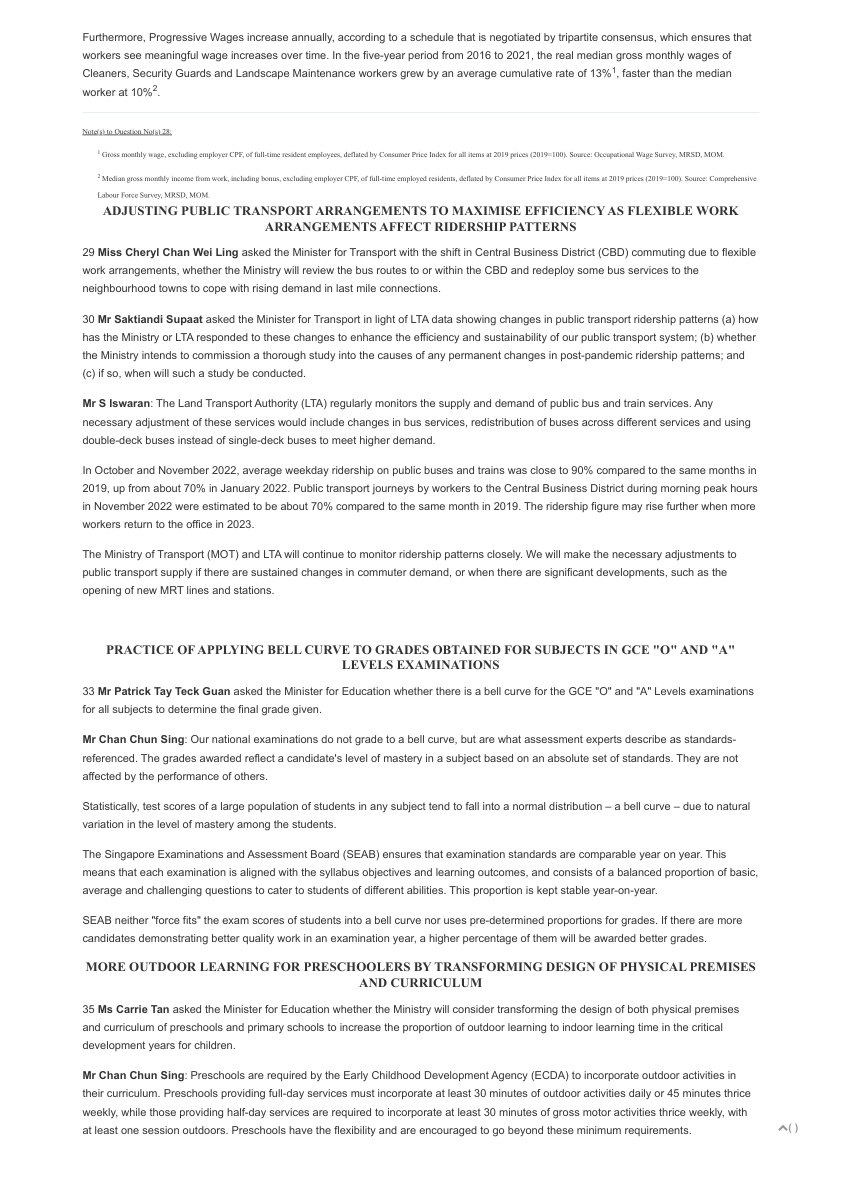 Furthermore, Progressive Wages increase annually, according to a schedule that is negotiated by tripartite consensus, which ensures that
workers see meaningful wage increases over time. In the five-year period from 2016 to 2021, the real median gross monthly wages of
Cleaners, Security Guards and Landscape Maintenance workers grew by an average cumulative rate of 13%1, faster than the median
worker at 10%2.
Note(s) to Question No(s) 28:
1 Gross monthly wage, excluding employer CPF, of full-time resident employees, deflated by Consumer Price Index for all items at 2019 prices (2019=100). Source: Occupational Wage Survey, MRSD, MOM.
2 Median gross monthly income from work, including bonus, excluding employer CPF, of full-time employed residents, deflated by Consumer Price Index for all items at 2019 prices (2019=100). Source: Comprehensive
Labour Force Survey, MRSD, MOM.
ADJUSTING PUBLIC TRANSPORT ARRANGEMENTS TO MAXIMISE EFFICIENCY AS FLEXIBLE WORK
ARRANGEMENTS AFFECT RIDERSHIP PATTERNS
29 Miss Cheryl Chan Wei Ling asked the Minister for Transport with the shift in Central Business District (CBD) commuting due to flexible
work arrangements, whether the Ministry will review the bus routes to or within the CBD and redeploy some bus services to the
neighbourhood towns to cope with rising demand in last mile connections.
30 Mr Saktiandi Supaat asked the Minister for Transport in light of LTA data showing changes in public transport ridership patterns (a) how
has the Ministry or LTA responded to these changes to enhance the efficiency and sustainability of our public transport system; (b) whether
the Ministry intends to commission a thorough study into the causes of any permanent changes in post-pandemic ridership patterns; and
(c) if so, when will such a study be conducted.
Mr S Iswaran: The Land Transport Authority (LTA) regularly monitors the supply and demand of public bus and train services. Any
necessary adjustment of these services would include changes in bus services, redistribution of buses across different services and using
double-deck buses instead of single-deck buses to meet higher demand.
In October and November 2022, average weekday ridership on public buses and trains was close to 90% compared to the same months in
2019, up from about 70% in January 2022. Public transport journeys by workers to the Central Business District during morning peak hours
in November 2022 were estimated to be about 70% compared to the same month in 2019. The ridership figure may rise further when more
workers return to the office in 2023.
The Ministry of Transport (MOT) and LTA will continue to monitor ridership patterns closely. We will make the necessary adjustments to
public transport supply if there are sustained changes in commuter demand, or when there are significant developments, such as the
opening of new MRT lines and stations.
PRACTICE OF APPLYING BELL CURVE TO GRADES OBTAINED FOR SUBJECTS IN GCE "O" AND "A"
LEVELS EXAMINATIONS
33 Mr Patrick Tay Teck Guan asked the Minister for Education whether there is a bell curve for the GCE "O" and "A" Levels examinations
for all subjects to determine the final grade given.
Mr Chan Chun Sing: Our national examinations do not grade to a bell curve, but are what assessment experts describe as standards-
referenced. The grades awarded reflect a candidate's level of mastery in a subject based on an absolute set of standards. They are not
affected by the performance of others.
Statistically, test scores of a large population of students in any subject tend to fall into a normal distribution – a bell curve – due to natural
variation in the level of mastery among the students.
The Singapore Examinations and Assessment Board (SEAB) ensures that examination standards are comparable year on year. This
means that each examination is aligned with the syllabus objectives and learning outcomes, and consists of a balanced proportion of basic,
average and challenging questions to cater to students of different abilities. This proportion is kept stable year-on-year.
SEAB neither "force fits" the exam scores of students into a bell curve nor uses pre-determined proportions for grades. If there are more
candidates demonstrating better quality work in an examination year, a higher percentage of them will be awarded better grades.
MORE OUTDOOR LEARNING FOR PRESCHOOLERS BY TRANSFORMING DESIGN OF PHYSICAL PREMISES
AND CURRICULUM
35 Ms Carrie Tan asked the Minister for Education whether the Ministry will consider transforming the design of both physical premises
and curriculum of preschools and primary schools to increase the proportion of outdoor learning to indoor learning time in the critical
development years for children.
Mr Chan Chun Sing: Preschools are required by the Early Childhood Development Agency (ECDA) to incorporate outdoor activities in
their curriculum. Preschools providing full-day services must incorporate at least 30 minutes of outdoor activities daily or 45 minutes thrice
weekly, while those providing half-day services are required to incorporate at least 30 minutes of gross motor activities thrice weekly, with
at least one session outdoors. Preschools have the flexibility and are encouraged to go beyond these minimum requirements.
( )